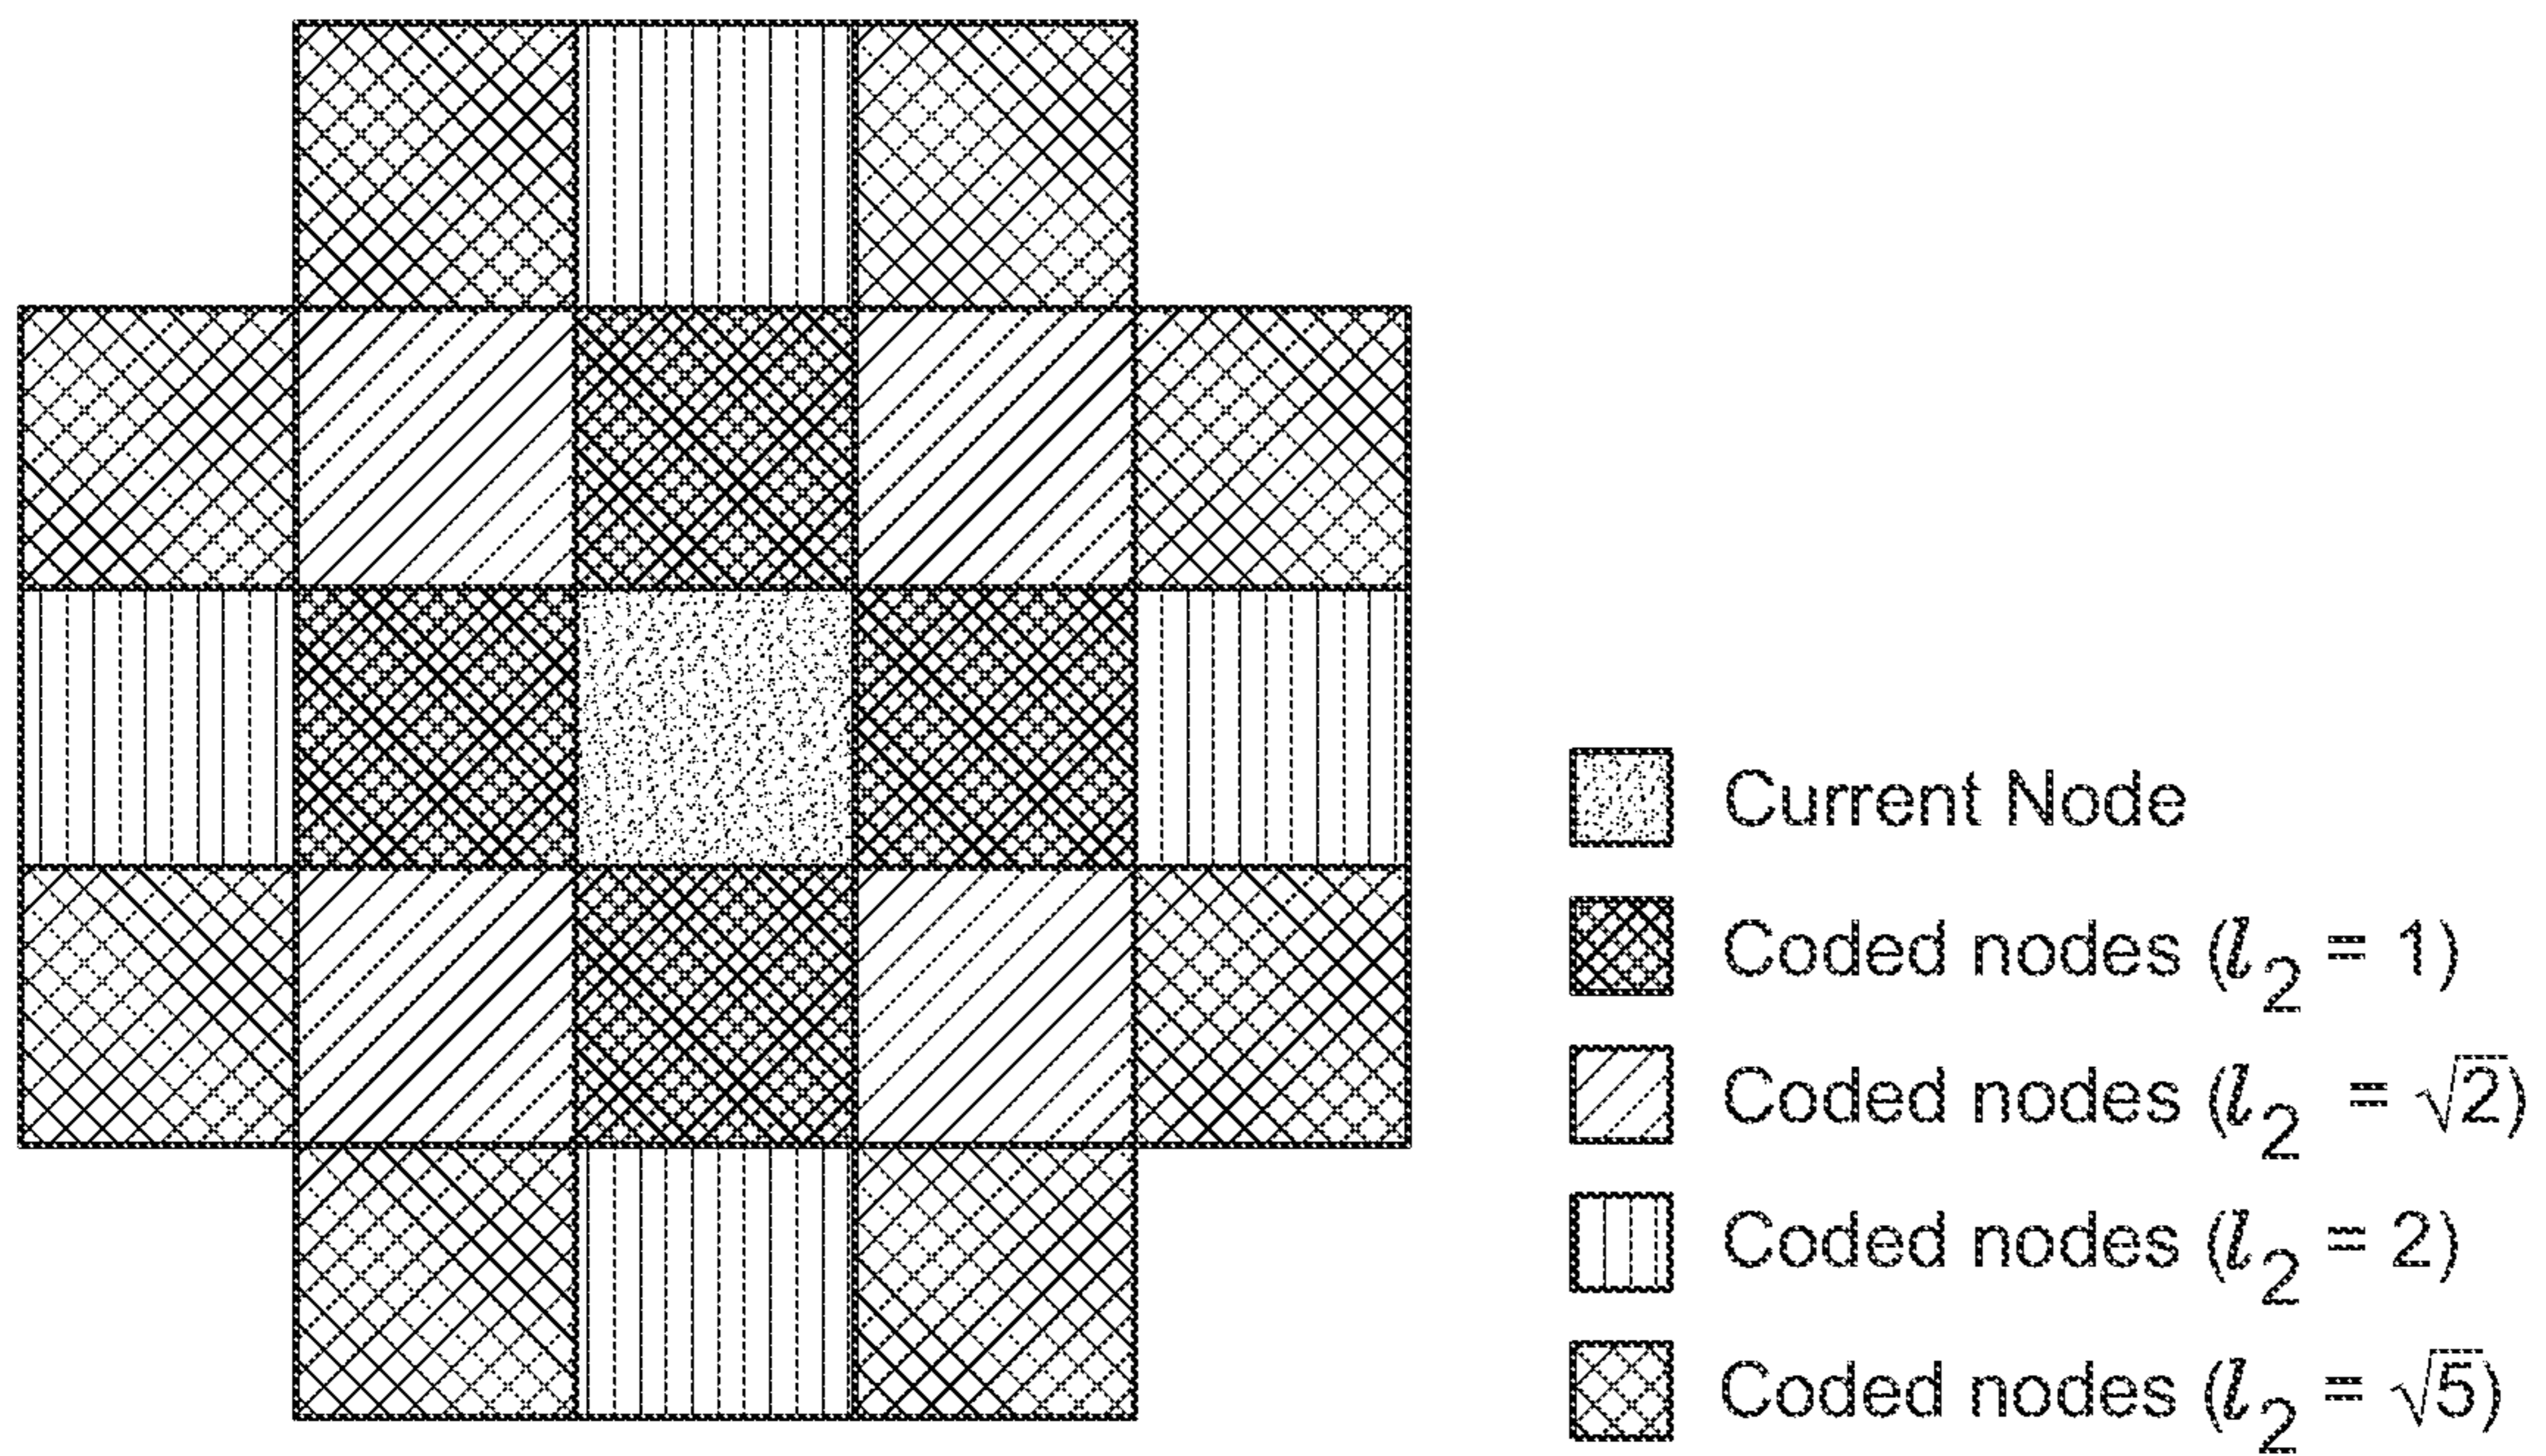 Current Node
Coded nodes (l₂ = 1)
Coded nodes (l₂ = √2)
Coded nodes (l₂ = 2)
Coded nodes (l₂ = √5)